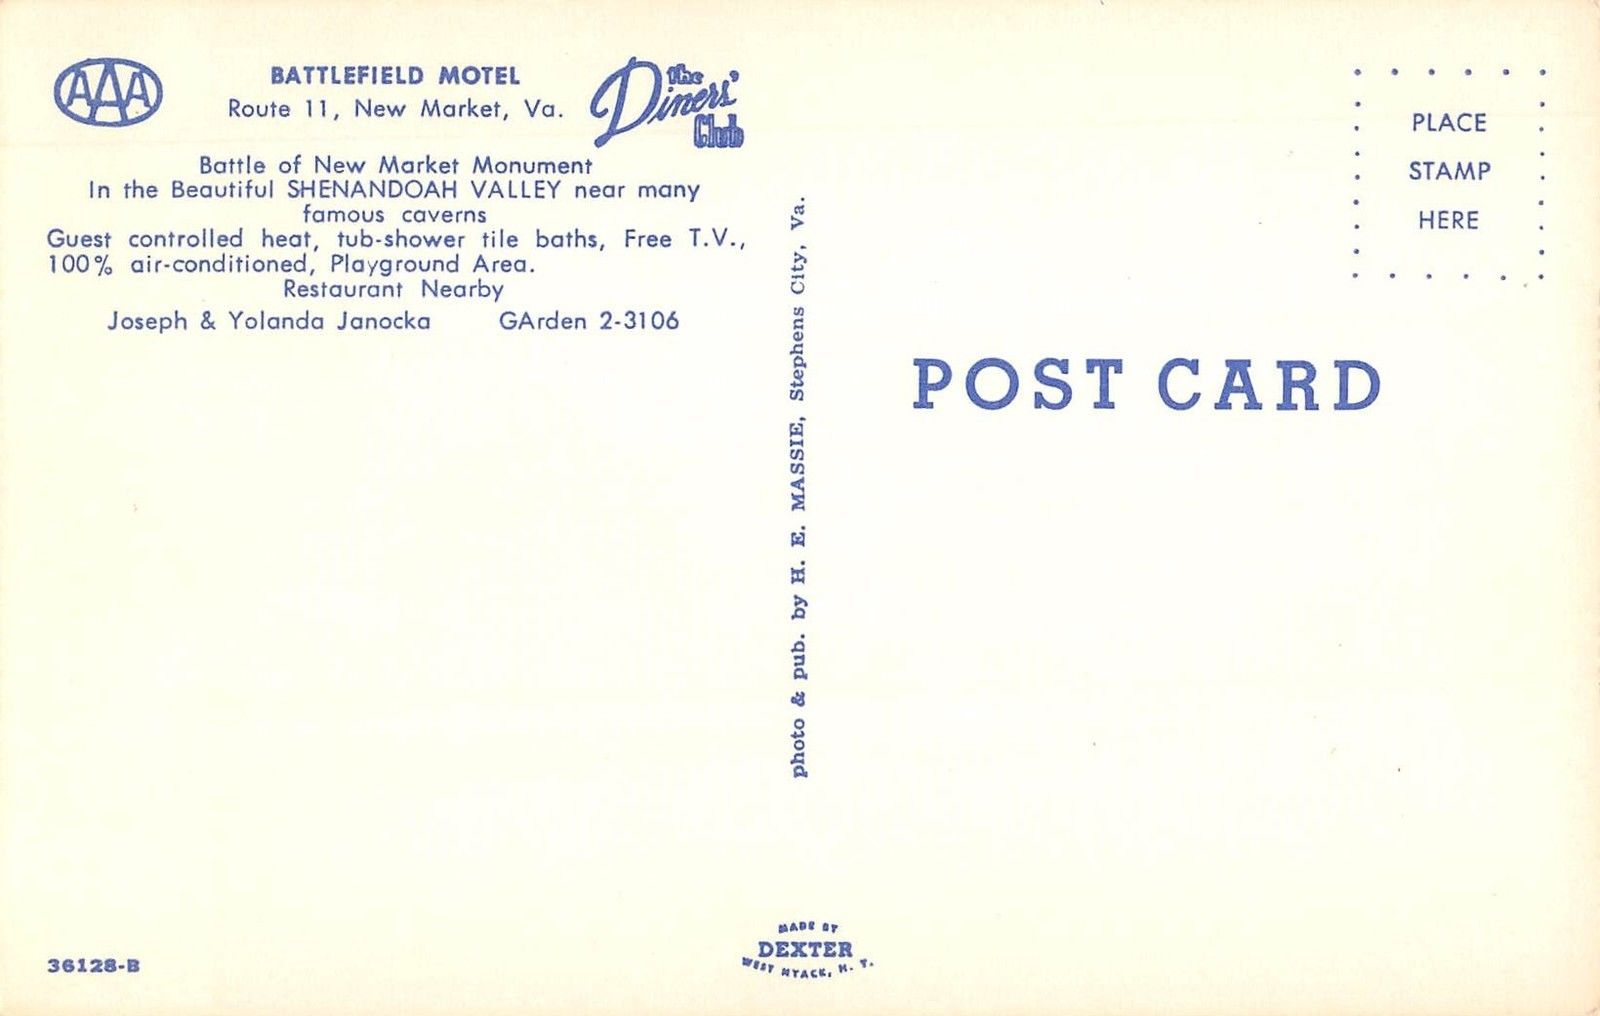 AAA
BATTLEFIELD MOTEL
Route 11, New Market, Va.
the
Diners'
Club
Battle of New Market Monument
In the Beautiful SHENANDOAH VALLEY near many
famous caverns
Guest controlled heat, tub-shower tile baths, Free T.V.,
100% air-conditioned, Playground Area.
Restaurant Nearby
Joseph & Yolanda Janocka GArden 2-3106
photo & pub. by H. E. MASSIE, Stephens City, Va.
PLACE
STAMP
HERE
POST CARD
36128-B
MADE BY
DEXTER
WEST NYACK, N. Y.